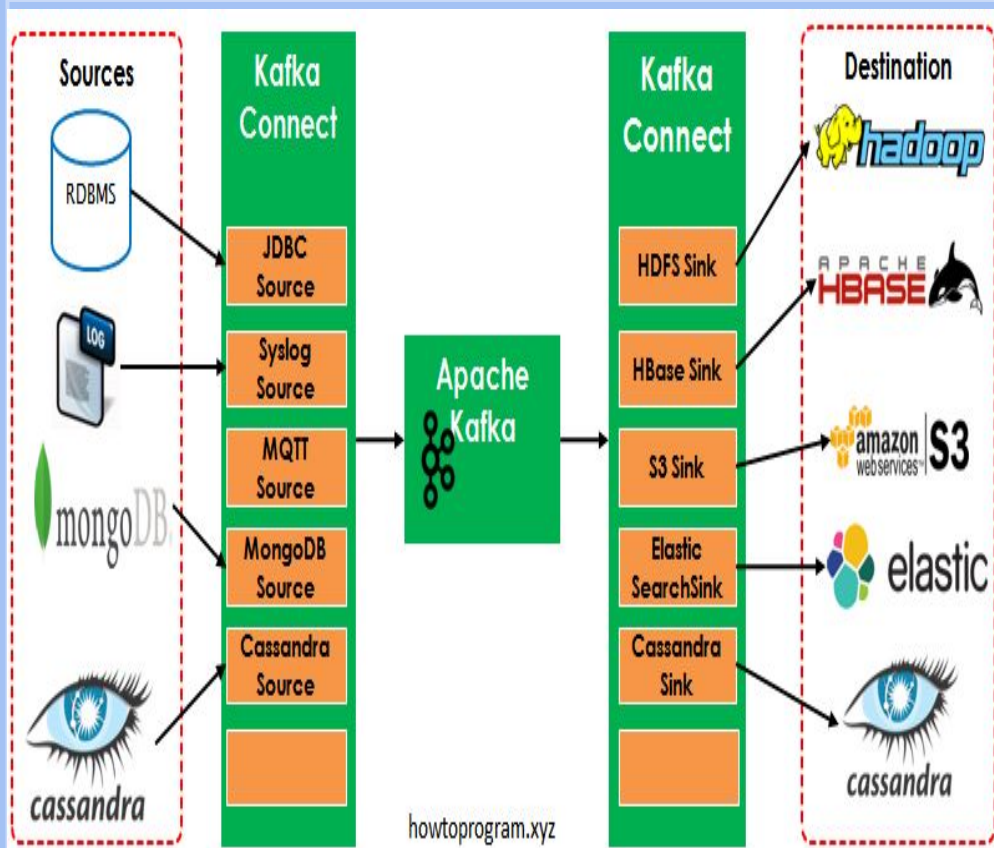 Sources
RDBMS
LOG
mongoDB.
cassandra
Kafka
Connect
JDBC
Source
Syslog
Source
MQTT
Source
MongoDB
Source
Cassandra
Source
Apache
Kafka
howtoprogram.xyz
Kafka
Connect
HDFS Sink
HBase Sink
S3 Sink
Elastic
SearchSink
Cassandra
Sink
Destination
hadoop
APACHE
HBASE
amazon
webservices™
S3
elastic
cassandra